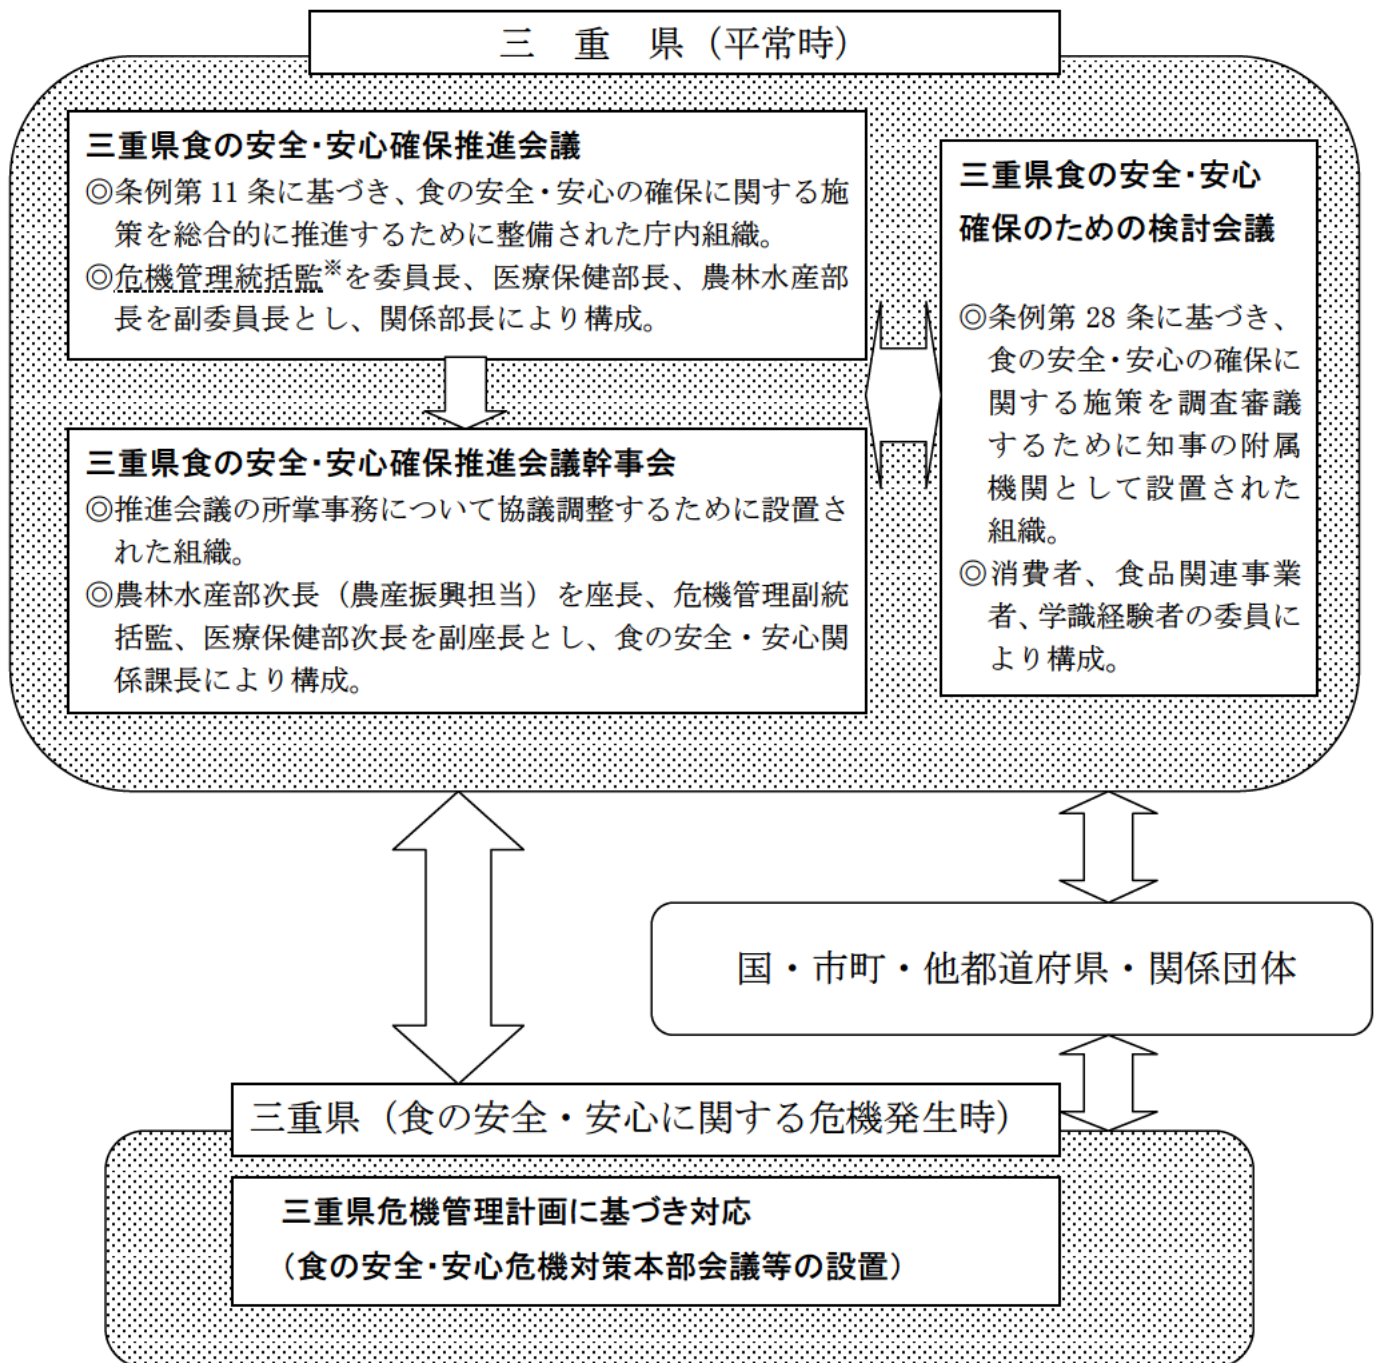 三　重　県（平常時）
三重県食の安全・安心確保推進会議
◎条例第 11 条に基づき、食の安全・安心の確保に関する施
策を総合的に推進するために整備された庁内組織。
◎危機管理統括監※を委員長、医療保健部長、農林水産部
長を副委員長とし、関係部長により構成。
三重県食の安全・安心確保推進会議幹事会
◎推進会議の所掌事務について協議調整するために設置さ
れた組織。
◎農林水産部次長（農産振興担当）を座長、危機管理副統
括監、医療保健部次長を副座長とし、食の安全・安心関
係課長により構成。
三重県食の安全・安心
確保のための検討会議
◎条例第 28 条に基づき、
食の安全・安心の確保に
関する施策を調査審議
するために知事の附属
機関として設置された
組織。
◎消費者、食品関連事業
者、学識経験者の委員に
より構成。
国・市町・他都道府県・関係団体
三重県（食の安全・安心に関する危機発生時）
三重県危機管理計画に基づき対応
（食の安全・安心危機対策本部会議等の設置）